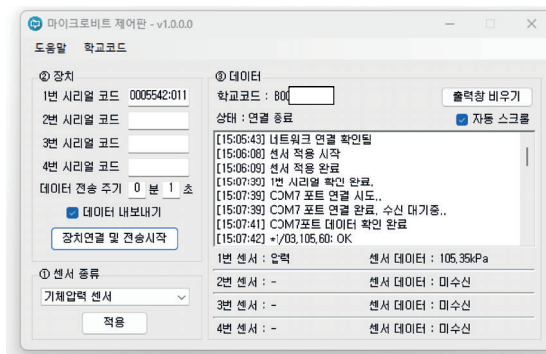 마이크로비트 제어판 - v1.0.0.0
도움말 학교코드
② 장치
1번 시리얼 코드 0005542:011
2번 시리얼 코드
3번 시리얼 코드
4번 시리얼 코드
데이터 전송 주기 0 분 1 초
데이터 내보내기
장치연결 및 전송시작
① 센서 종류
기체압력 센서
적용
③ 데이터
학교코드 :
출력창 비우기
상태 : 연결 종료
자동 스크롤
[15:05:43] 네트워크 연결 확인됨
[15:06:08] 센서 적용 시작
[15:06:09] 센서 적용 완료
[15:07:39] 1번 시리얼 확인 완료.
[15:07:39] COM7 포트 연결 시도..
[15:07:39] COM7 포트 연결 완료, 수신 대기중..
[15:07:41] COM7포트 데이터 확인 완료
[15:07:42] *1/03,105,60: OK
1번 센서 : 압력 센서 데이터 : 105,35kPa
2번 센서 : - 센서 데이터 : 미수신
3번 센서 : - 센서 데이터 : 미수신
4번 센서 : - 센서 데이터 : 미수신